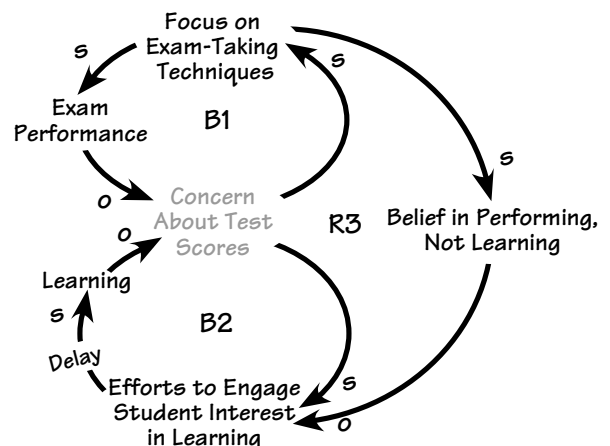 Focus on
Exam-Taking
Techniques
s
s
Exam
Performance
B1
s
o
Concern
About Test
Scores
R3
Belief in Performing,
Not Learning
o
Learning
s
B2
Delay
s
Efforts to Engage
Student Interest
in Learning
o